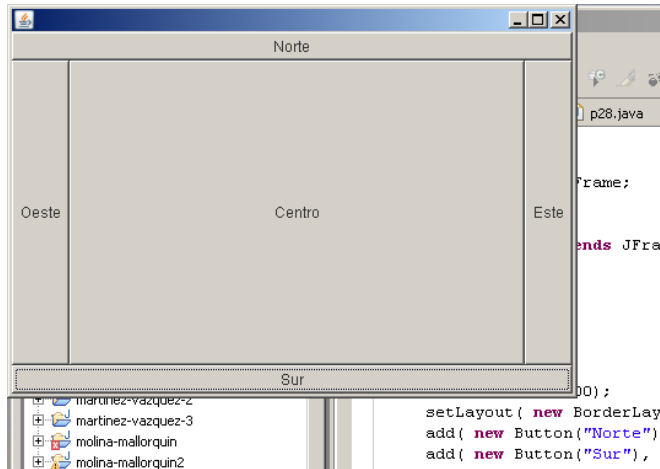 Norte
p28.java
Frame;
Oeste
Centro
Este
ends JFra
Sur
00);
martinez-vazquez-2
setLayout( new BorderLay
martinez-vazquez-3
add( new Button("Norte")
molina-mallorquin
add( new Button("Sur"),
molina-mallorquin2